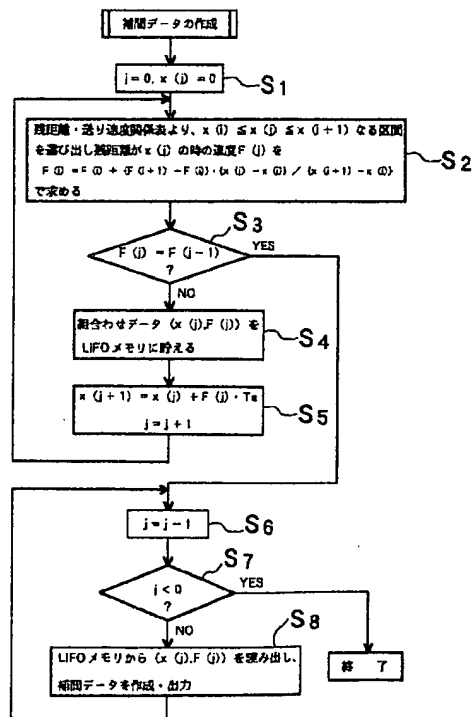 補間データの作成
j=0, x (j) =0
S1
残距離・送り速度関係表より、x (i) ≦ x (j) ≦ x (i+1) なる区間
を選び出し残距離が x (j) の時の速度 F (j) を
F (j) =F (i) + {F (i+1) −F (i)}・{x (j) −x (i)} / {x (i+1) −x (i)}
で求める
S2
S3
F (j) =F (j−1)
?
YES
NO
組合わせデータ (x (j),F (j)) を
LIFOメモリに貯える
S4
x (j+1) =x (j) +F (j)・Ts
j=j+1
S5
j=j−1
S6
S7
j<0
?
YES
NO
S8
LIFOメモリから (x (j),F (j)) を読み出し、
補間データを作成・出力
終 了